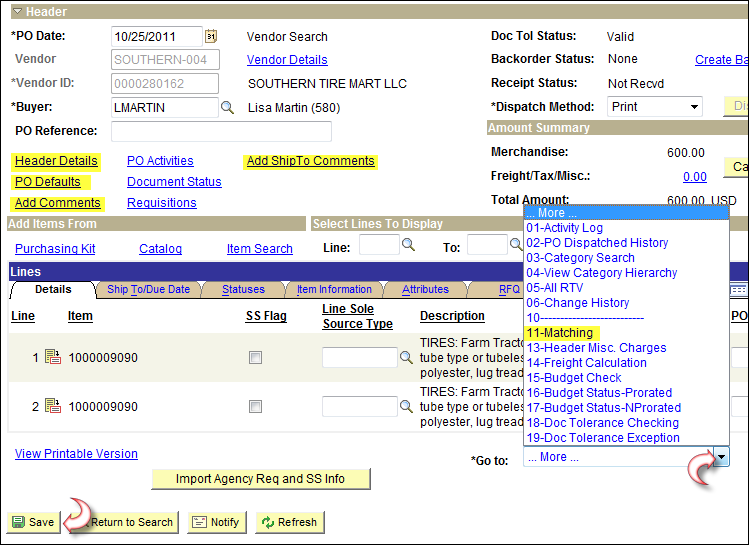 Header
*PO Date: 10/25/2011 31 Vendor Search Doc Tol Status: Valid
Vendor SOUTHERN-004 Vendor Details Backorder Status: None Create Ba
*Vendor ID: 0000280162 SOUTHERN TIRE MART LLC Receipt Status: Not Recvd
*Buyer: LMARTIN Lisa Martin (580) *Dispatch Method: Print Di
PO Reference: Amount Summary
Merchandise: 600.00
Header Details PO Activities Add ShipTo Comments Ca
PO Defaults Document Status Freight/Tax/Misc.: 0.00
Add Comments Requisitions Total Amount: 600.00 USD
Add Items From Select Lines To Display
Purchasing Kit Catalog Item Search Line: To:
... More ...
01-Activity Log
02-PO Dispatched History
03-Category Search
04-View Category Hierarchy
05-All RTV
06-Change History
10--------------------------
11-Matching
13-Header Misc. Charges
14-Freight Calculation
15-Budget Check
16-Budget Status-Prorated
17-Budget Status-NProrated
18-Doc Tolerance Checking
19-Doc Tolerance Exception
Lines
Details Ship To/Due Date Statuses Item Information Attributes RFQ
Line Item SS Flag Line Sole Source Type Description PO
1 1000009090 TIRES: Farm Tracto
tube type or tubeles
polyester, lug tread
2 1000009090 TIRES: Farm Tracto
tube type or tubeles
polyester, lug tread
View Printable Version *Go to: ... More ...
Import Agency Req and SS Info
Save Return to Search Notify Refresh